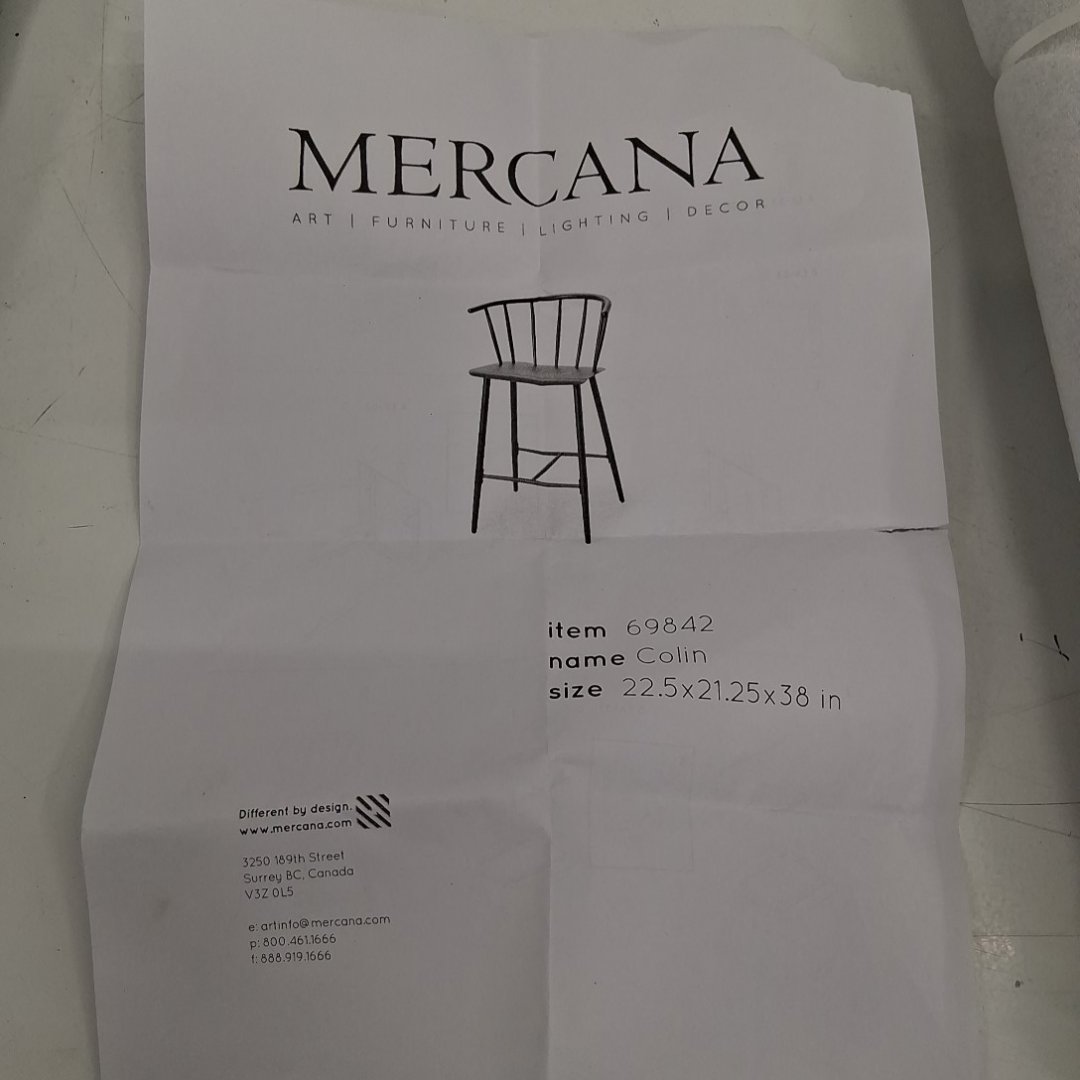 MERCANA
ART | FURNITURE | LIGHTING | DECOR
item 69842
name Colin
size 22.5x21.25x38 in
Different by design.
www.mercana.com
3250 189th Street
Surrey BC, Canada
V3Z 0L5
e: artinfo@mercana.com
p: 800.461.1666
f: 888.919.1666